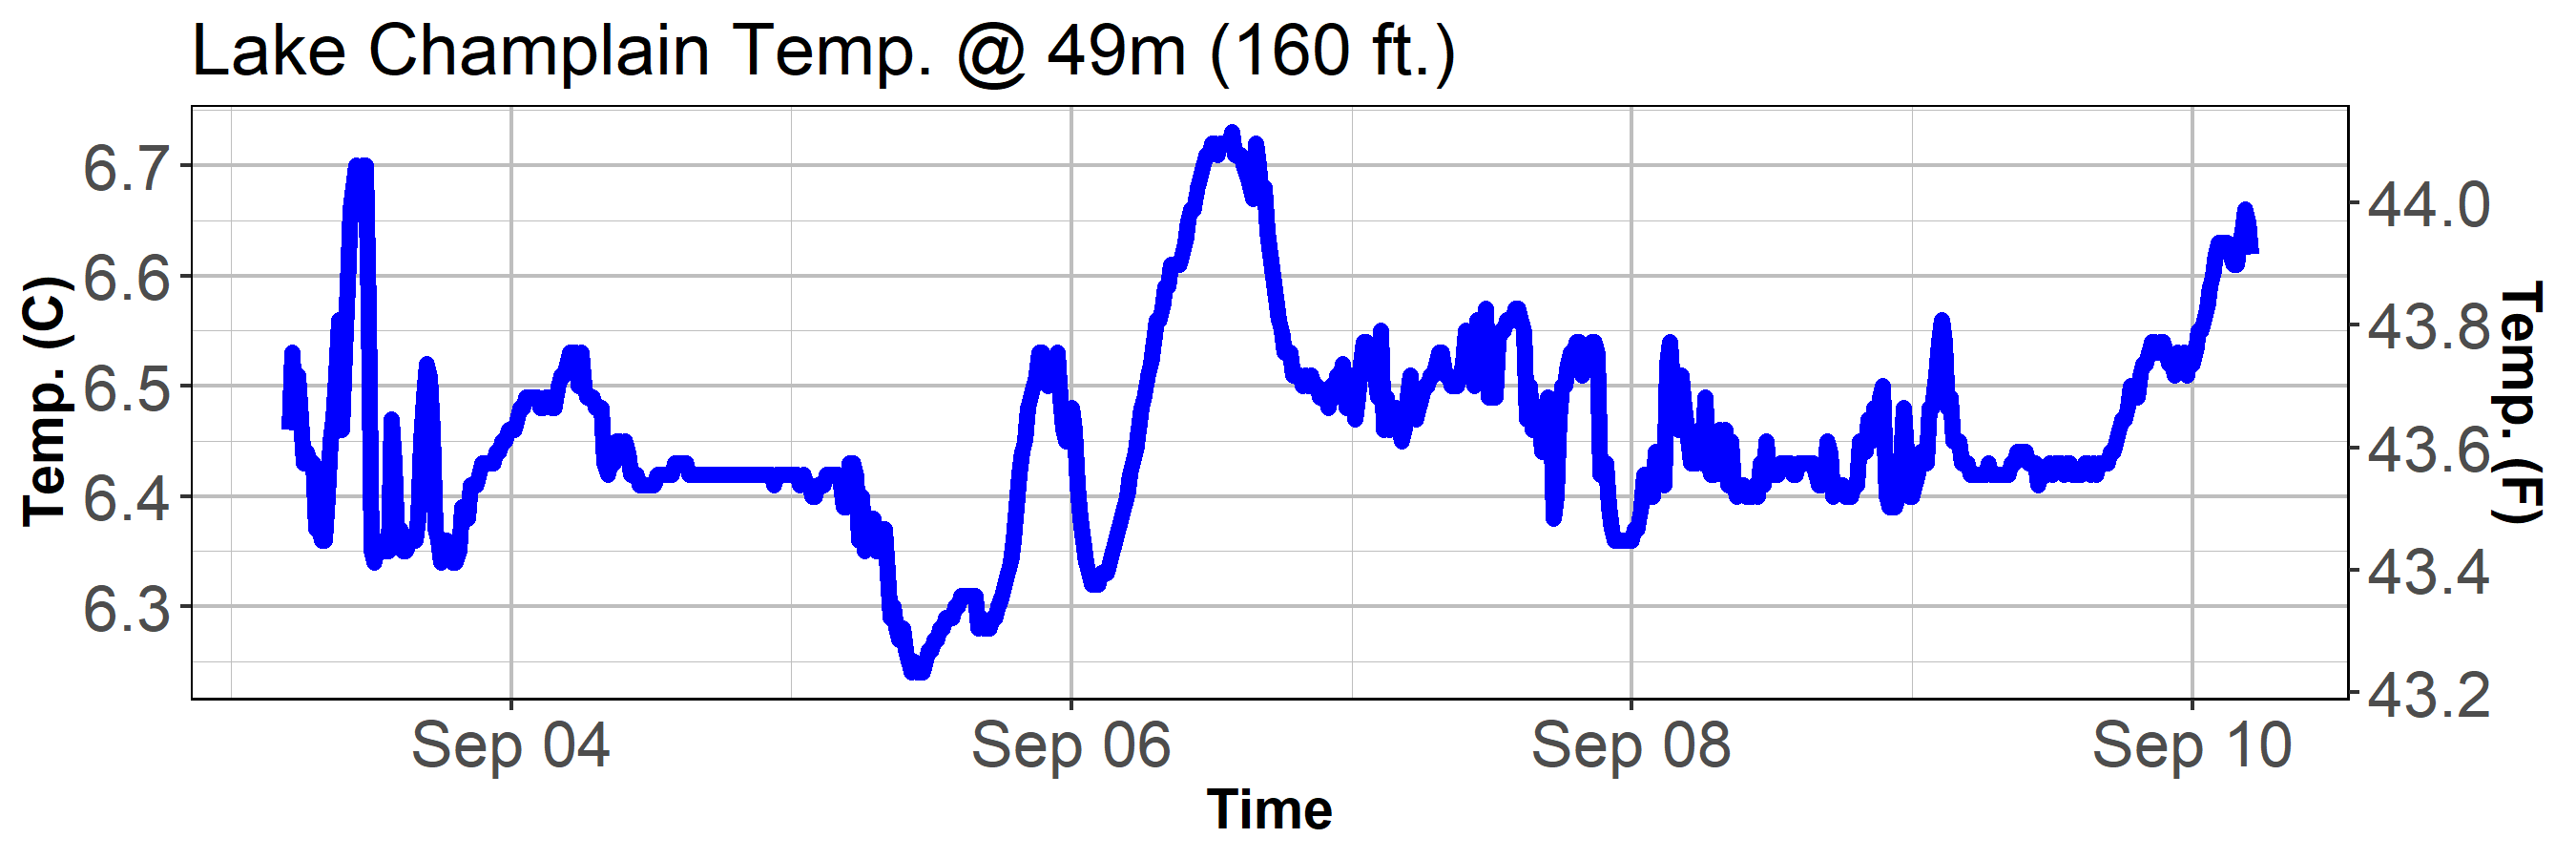 Lake Champlain Temp. @ 49m (160 ft.)
Temp. (C)
6.7
6.6
6.5
6.4
6.3
44.0
43.8
43.6
43.4
43.2
Temp. (F)
Sep 04
Sep 06
Sep 08
Sep 10
Time